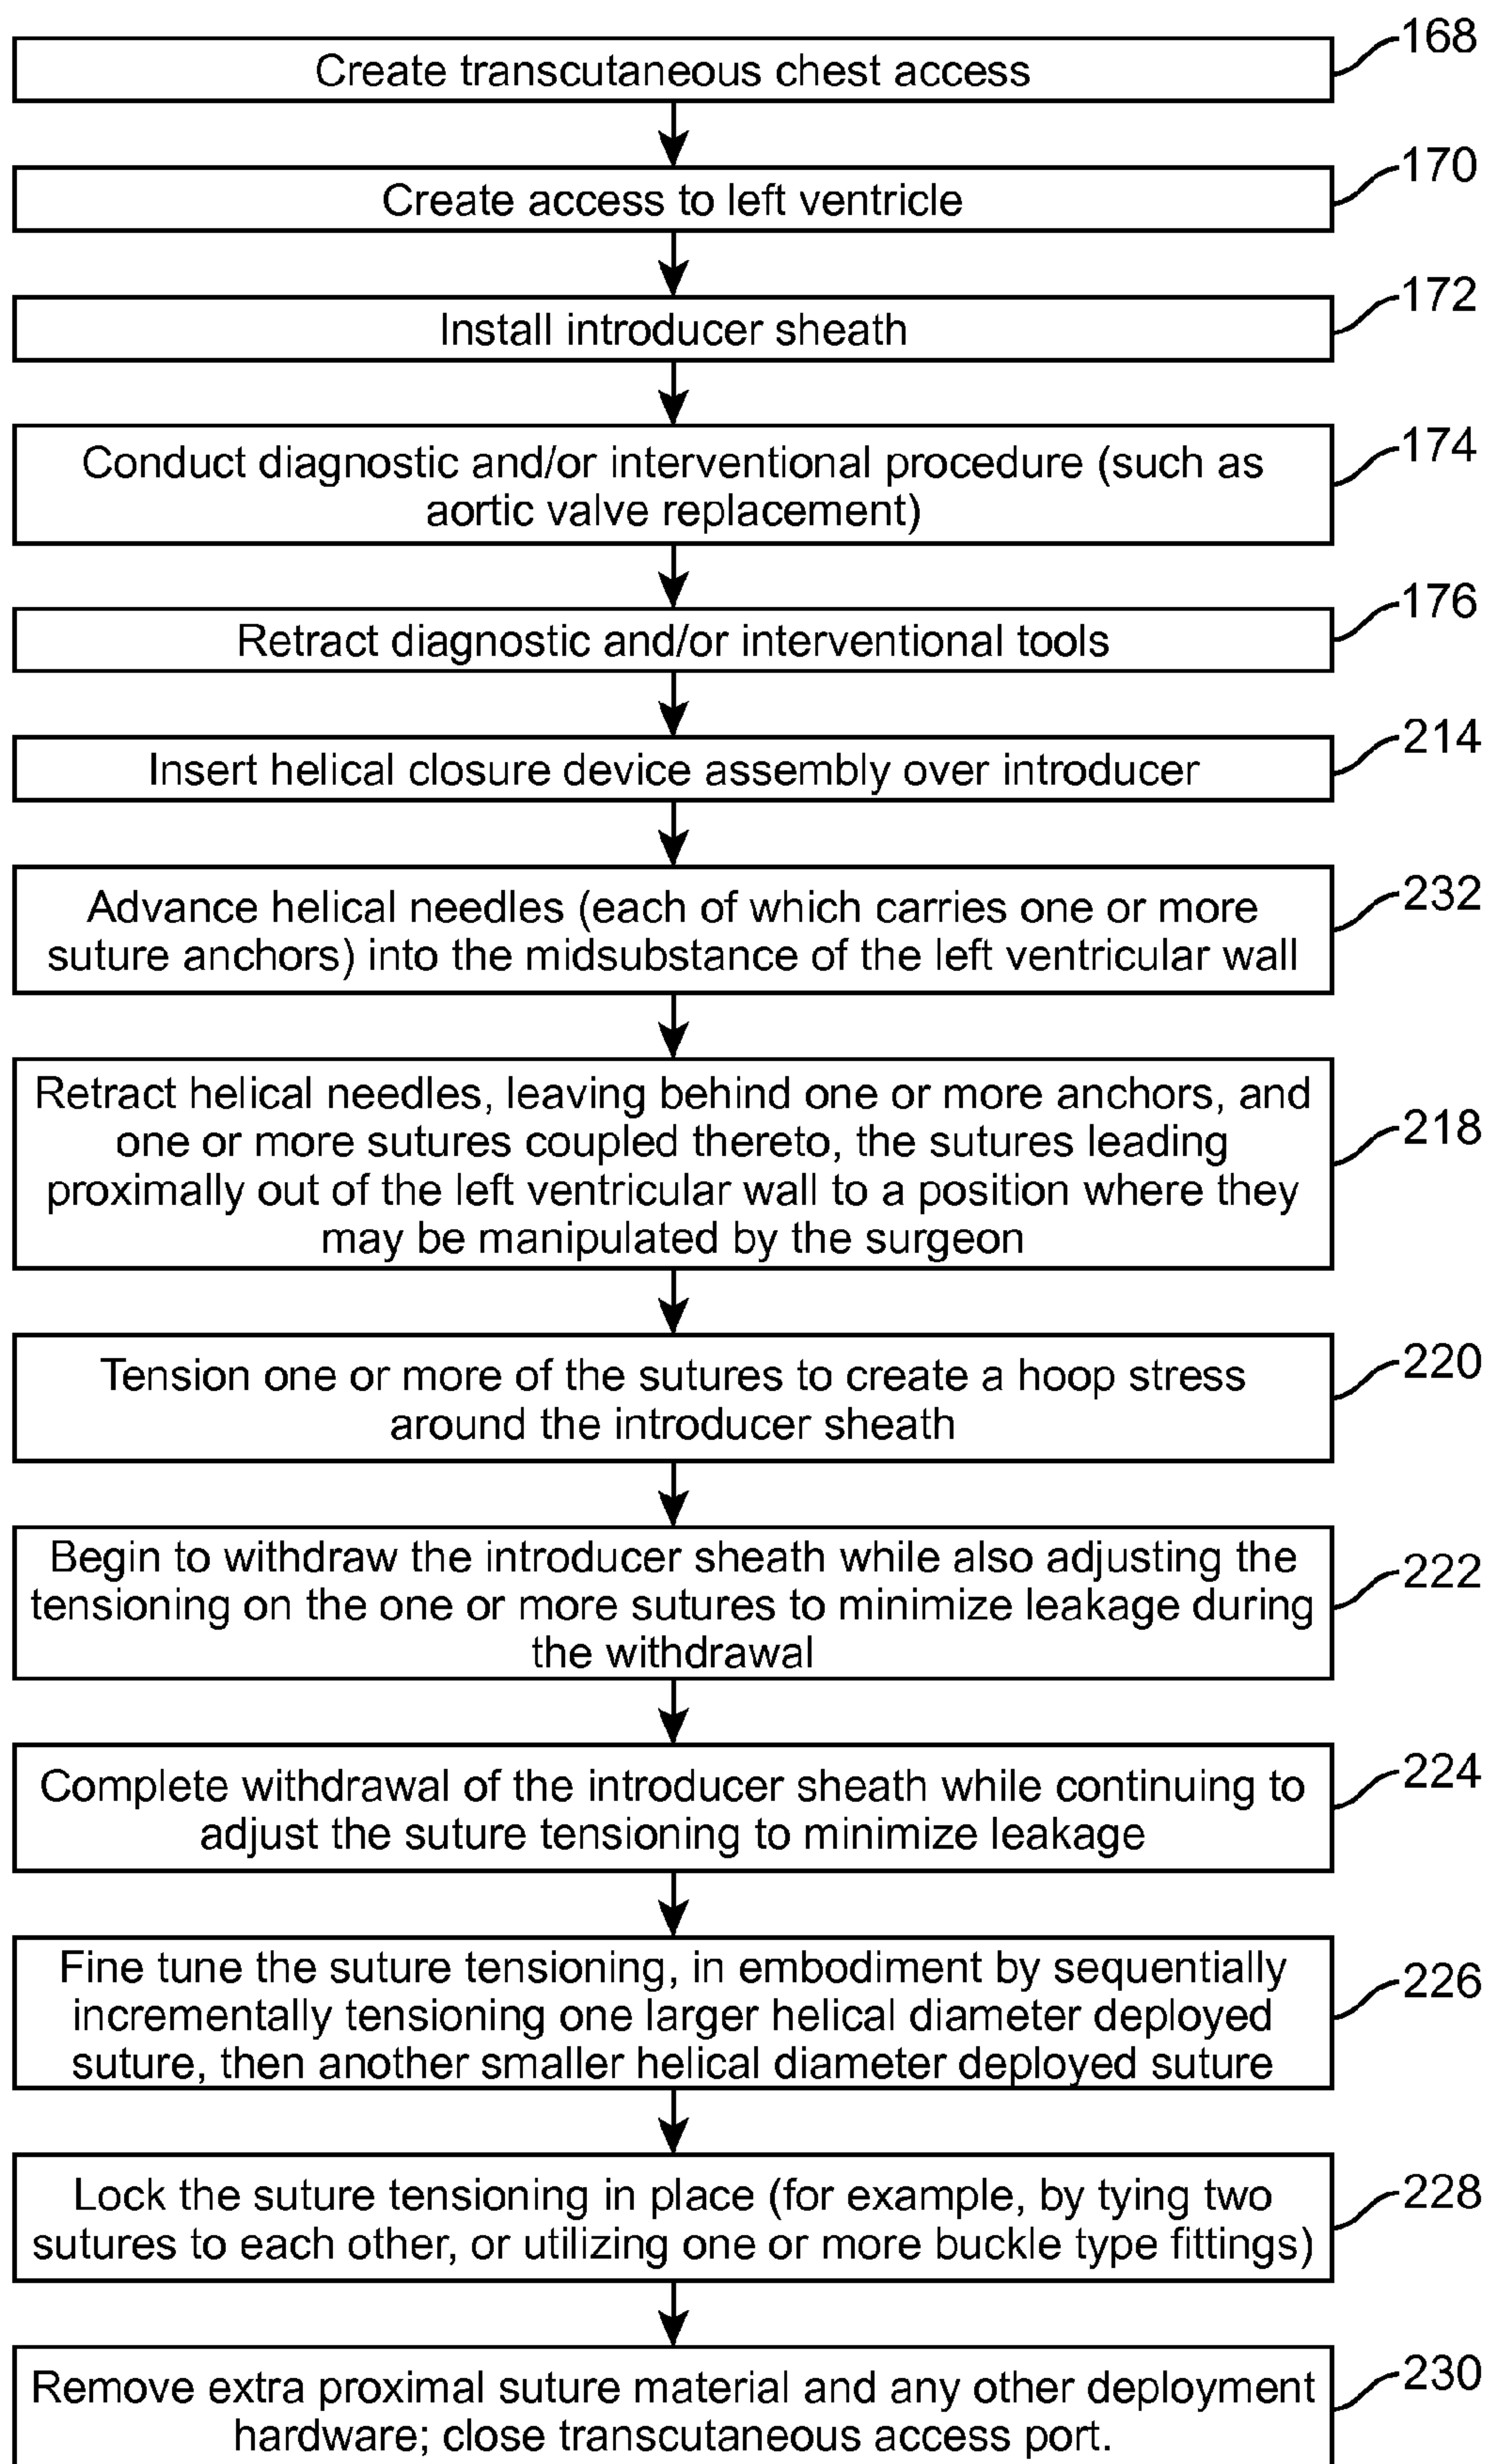 168
Create transcutaneous chest access
170
Create access to left ventricle
172
Install introducer sheath
174
Conduct diagnostic and/or interventional procedure (such as
aortic valve replacement)
176
Retract diagnostic and/or interventional tools
214
Insert helical closure device assembly over introducer
232
Advance helical needles (each of which carries one or more
suture anchors) into the midsubstance of the left ventricular wall
218
Retract helical needles, leaving behind one or more anchors, and
one or more sutures coupled thereto, the sutures leading
proximally out of the left ventricular wall to a position where they
may be manipulated by the surgeon
220
Tension one or more of the sutures to create a hoop stress
around the introducer sheath
222
Begin to withdraw the introducer sheath while also adjusting the
tensioning on the one or more sutures to minimize leakage during
the withdrawal
224
Complete withdrawal of the introducer sheath while continuing to
adjust the suture tensioning to minimize leakage
226
Fine tune the suture tensioning, in embodiment by sequentially
incrementally tensioning one larger helical diameter deployed
suture, then another smaller helical diameter deployed suture
228
Lock the suture tensioning in place (for example, by tying two
sutures to each other, or utilizing one or more buckle type fittings)
230
Remove extra proximal suture material and any other deployment
hardware; close transcutaneous access port.